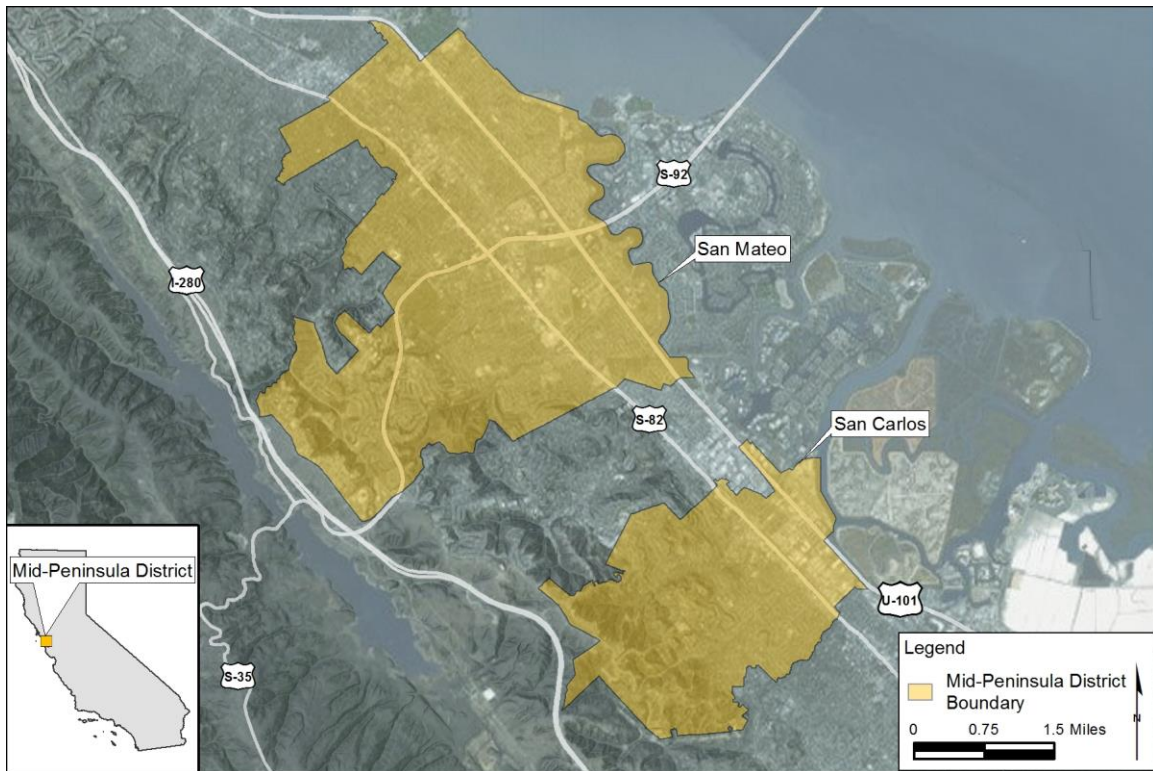 S-92
San Mateo
I-280
S-82
San Carlos
Mid-Peninsula District
U-101
S-35
Legend
Mid-Peninsula District
Boundary
0 0.75 1.5 Miles
N